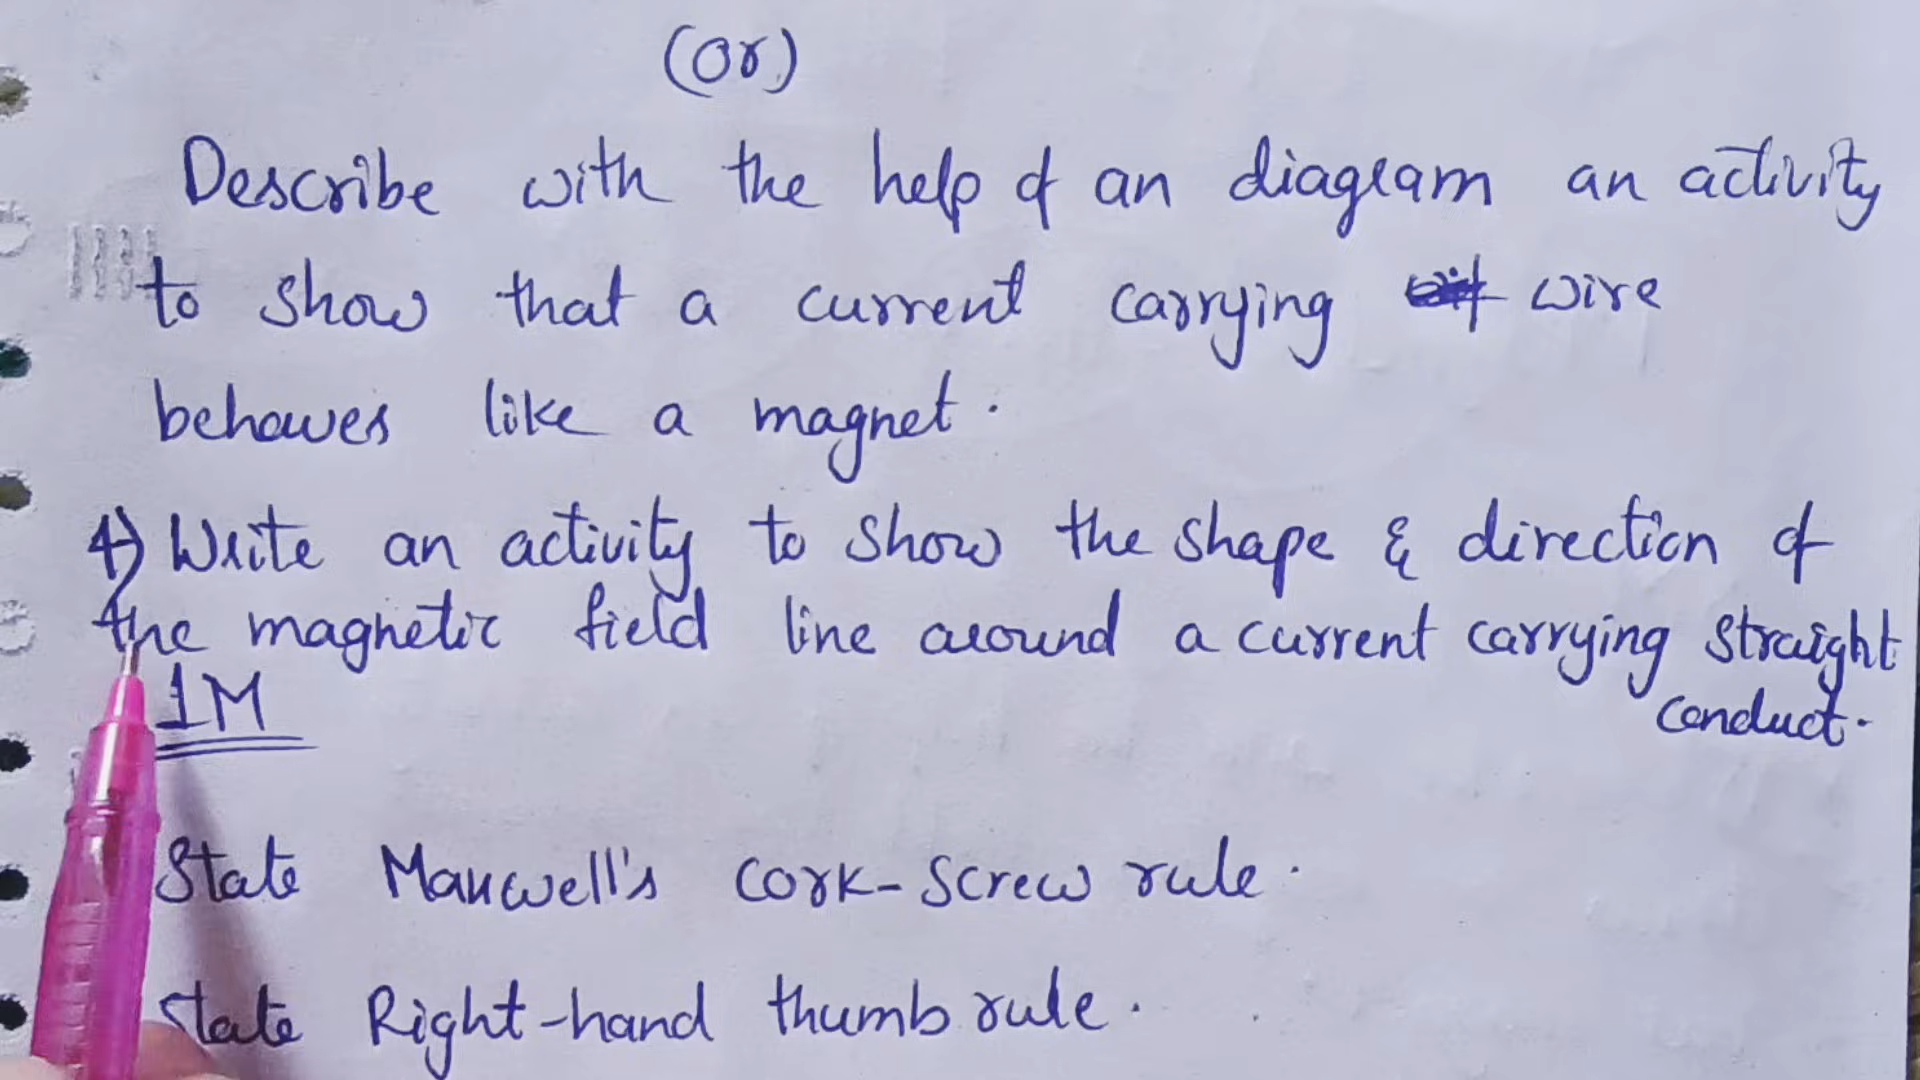 (Or)
Describe with the help of an diagram an activity
to show that a current carrying wire
behaves like a magnet.
4) Write an activity to show the shape & direction of
the magnetic field line around a current carrying straight
conduct.
1M
State Maxwell's cork-screw rule.
State Right-hand thumb rule.